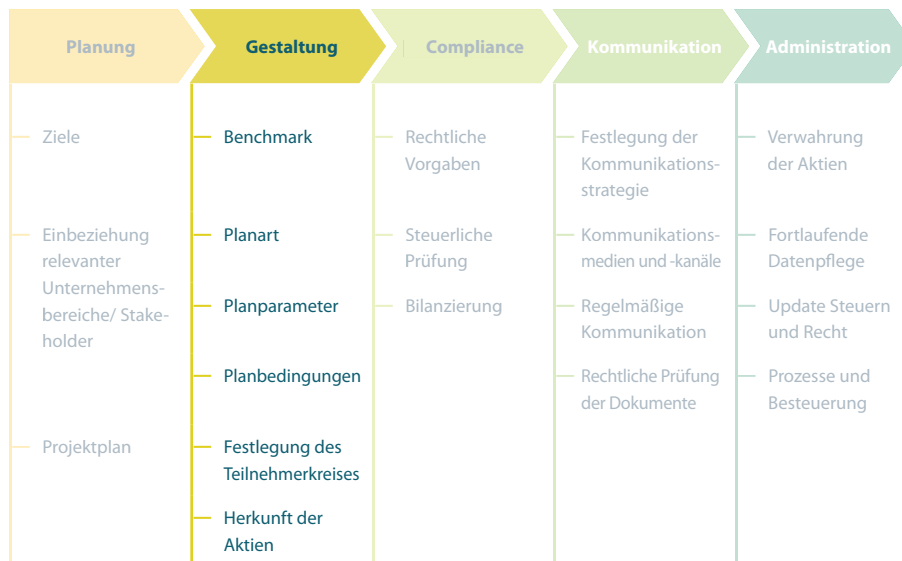 Planung
Gestaltung
Compliance
Kommunikation
Administration
Ziele
Einbeziehung
relevanter
Unternehmens-
bereiche/ Stake-
holder
Projektplan
Benchmark
Planart
Planparameter
Planbedingungen
Festlegung des
Teilnehmerkreises
Herkunft der
Aktien
Rechtliche
Vorgaben
Steuerliche
Prüfung
Bilanzierung
Festlegung der
Kommunikations-
strategie
Kommunikations-
medien und -kanäle
Regelmäßige
Kommunikation
Rechtliche Prüfung
der Dokumente
Verwahrung
der Aktien
Fortlaufende
Datenpflege
Update Steuern
und Recht
Prozesse und
Besteuerung